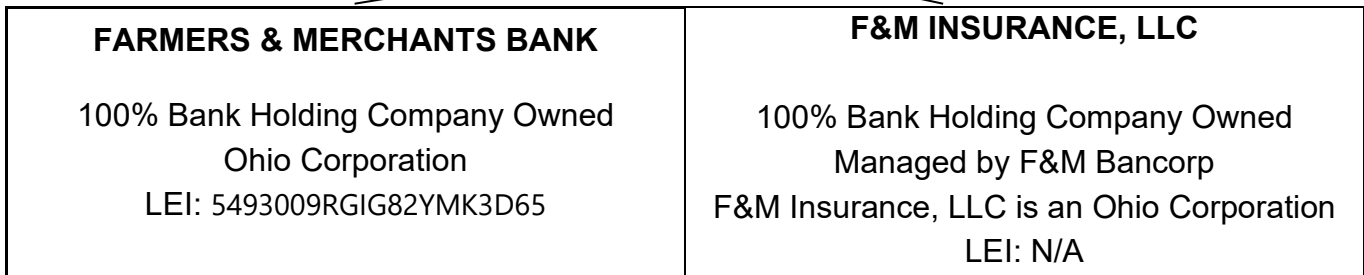 FARMERS & MERCHANTS BANK
100% Bank Holding Company Owned
Ohio Corporation
LEI: 5493009RGIG82YMK3D65
F&M INSURANCE, LLC
100% Bank Holding Company Owned
Managed by F&M Bancorp
F&M Insurance, LLC is an Ohio Corporation
LEI: N/A